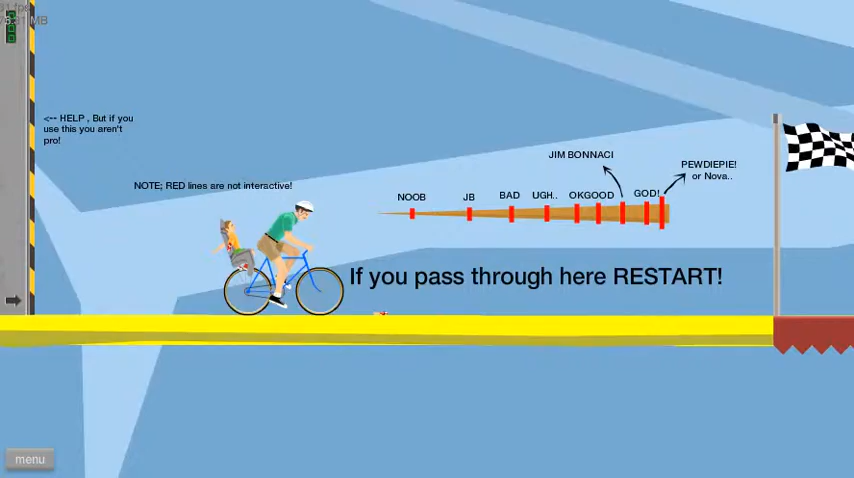 <-- HELP , But if you
use this you aren't
pro!
NOTE; RED lines are not interactive!
JIM BONNACI
PEWDIEPIE!
or Nova..
NOOB
JB
BAD
UGH..
OKGOOD
GOD!
If you pass through here RESTART!
menu